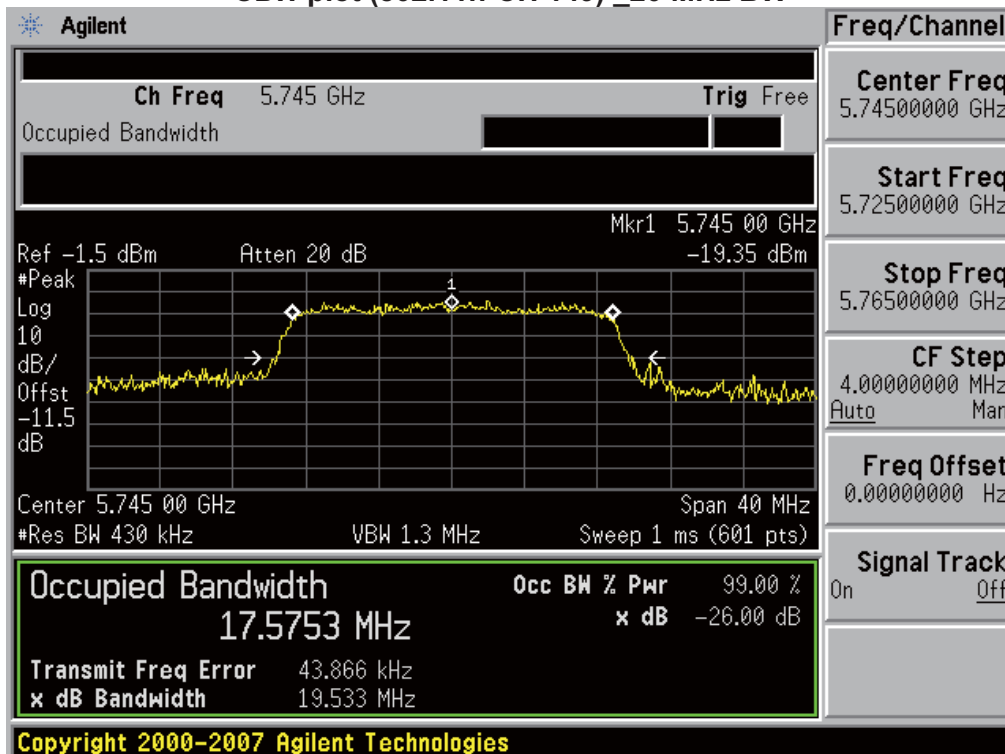 Agilent
Freq/Channel
Ch Freq 5.745 GHz Trig Free
Occupied Bandwidth
Center Freq
5.74500000 GHz
Start Freq
5.72500000 GHz
Stop Freq
5.76500000 GHz
CF Step
4.00000000 MHz
Auto Man
Freq Offset
0.00000000 Hz
Signal Track
On Off
Mkr1 5.745 00 GHz
Ref -1.5 dBm Atten 20 dB -19.35 dBm
#Peak
Log
10
dB/
Offst
-11.5
dB
1
Center 5.745 00 GHz Span 40 MHz
#Res BW 430 kHz VBW 1.3 MHz Sweep 1 ms (601 pts)
Occupied Bandwidth Occ BW % Pwr 99.00 %
17.5753 MHz x dB -26.00 dB
Transmit Freq Error 43.866 kHz
x dB Bandwidth 19.533 MHz
Copyright 2000-2007 Agilent Technologies